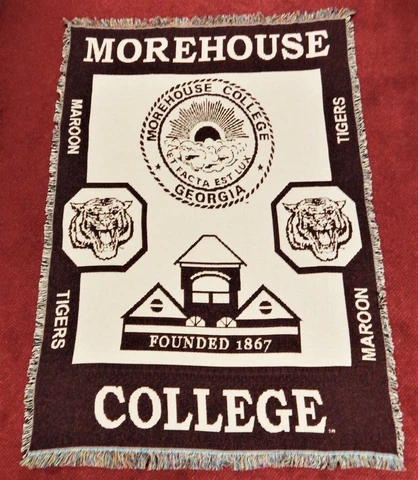 MOREHOUSE
MAROON
TIGERS
MOREHOUSE COLLEGE
ET FACTA EST LUX
GEORGIA
TIGERS
MAROON
FOUNDED 1867
COLLEGE